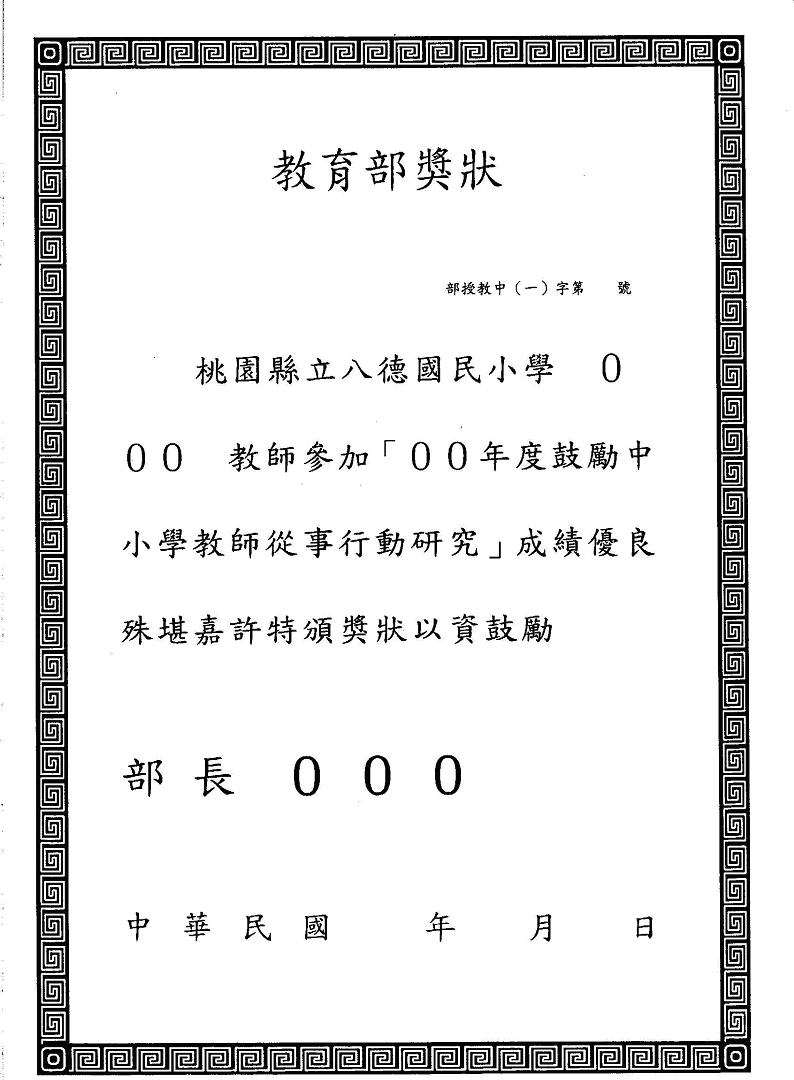 教育部獎狀
部授教中（一）字第　　號
桃園縣立八德國民小學　0
00　教師參加「00年度鼓勵中
小學教師從事行動研究」成績優良
殊堪嘉許特頒獎狀以資鼓勵
部長 0 0 0
中 華 民 國　　　年　　月　　日